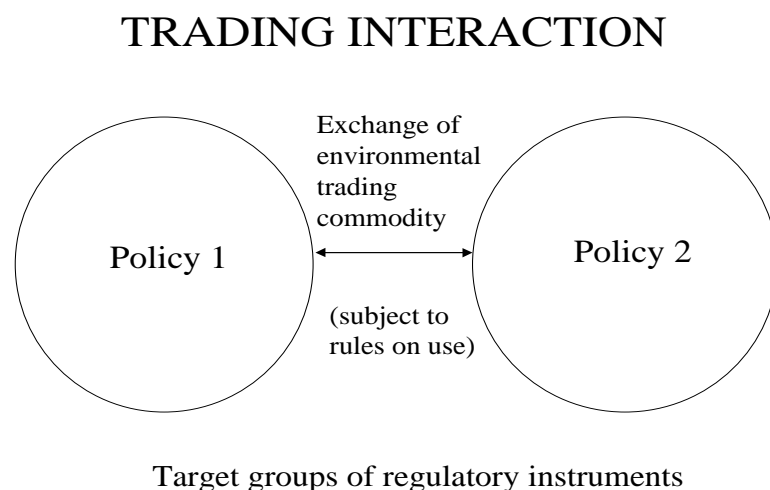 TRADING INTERACTION
Exchange of
environmental
trading
commodity
Policy 1
Policy 2
(subject to
rules on use)
Target groups of regulatory instruments